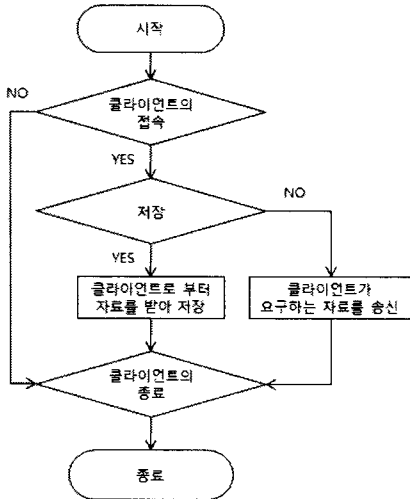 시작
NO
클라이언트의
접속
YES
저장
NO
YES
클라이언트로 부터
자료를 받아 저장
클라이언트가
요구하는 자료를 송신
클라이언트의
종료
종료